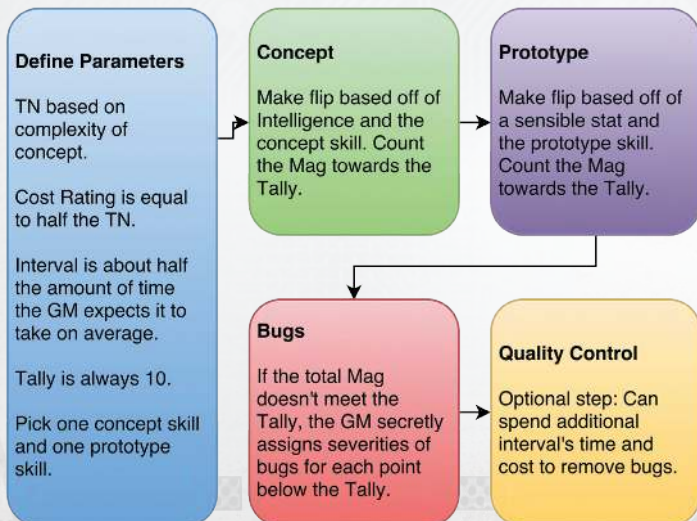 Define Parameters
TN based on
complexity of
concept.
Cost Rating is equal
to half the TN.
Interval is about half
the amount of time
the GM expects it to
take on average.
Tally is always 10.
Pick one concept skill
and one prototype
skill.
Concept
Make flip based off of
Intelligence and the
concept skill. Count
the Mag towards the
Tally.
Prototype
Make flip based off of
a sensible stat and
the prototype skill.
Count the Mag
towards the Tally.
Bugs
If the total Mag
doesn't meet the
Tally, the GM secretly
assigns severities of
bugs for each point
below the Tally.
Quality Control
Optional step: Can
spend additional
interval's time and
cost to remove bugs.